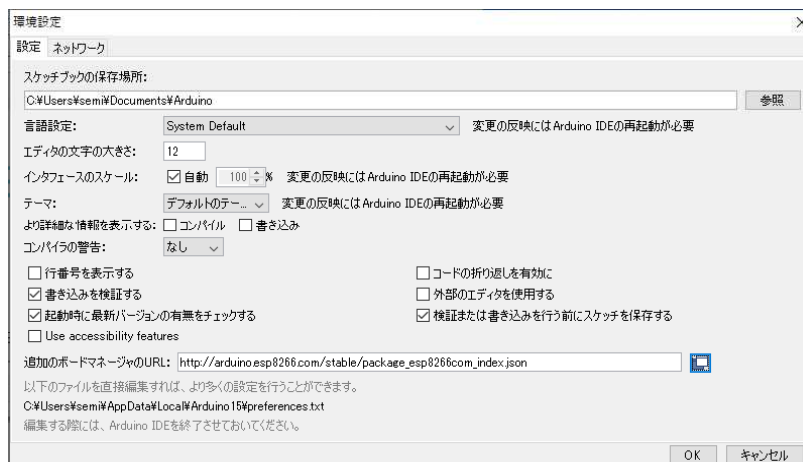 環境設定
設定 ネットワーク
スケッチブックの保存場所:
C:¥Users¥semi¥Documents¥Arduino 参照
言語設定: System Default 変更の反映にはArduino IDEの再起動が必要
エディタの文字の大きさ: 12
インタフェースのスケール: 自動 100 % 変更の反映にはArduino IDEの再起動が必要
テーマ: デフォルトのテー... 変更の反映にはArduino IDEの再起動が必要
より詳細な情報を表示する: コンパイル 書き込み
コンパイラの警告: なし
行番号を表示する コードの折り返しを有効に
書き込みを検証する 外部のエディタを使用する
起動時に最新バージョンの有無をチェックする 検証または書き込みを行う前にスケッチを保存する
Use accessibility features
追加のボードマネージャのURL: http://arduino.esp8266.com/stable/package_esp8266com_index.json
以下のファイルを直接編集すれば、より多くの設定を行うことができます。
C:¥Users¥semi¥AppData¥Local¥Arduino15¥preferences.txt
編集する際には、Arduino IDEを終了させておいてください。
OK キャンセル